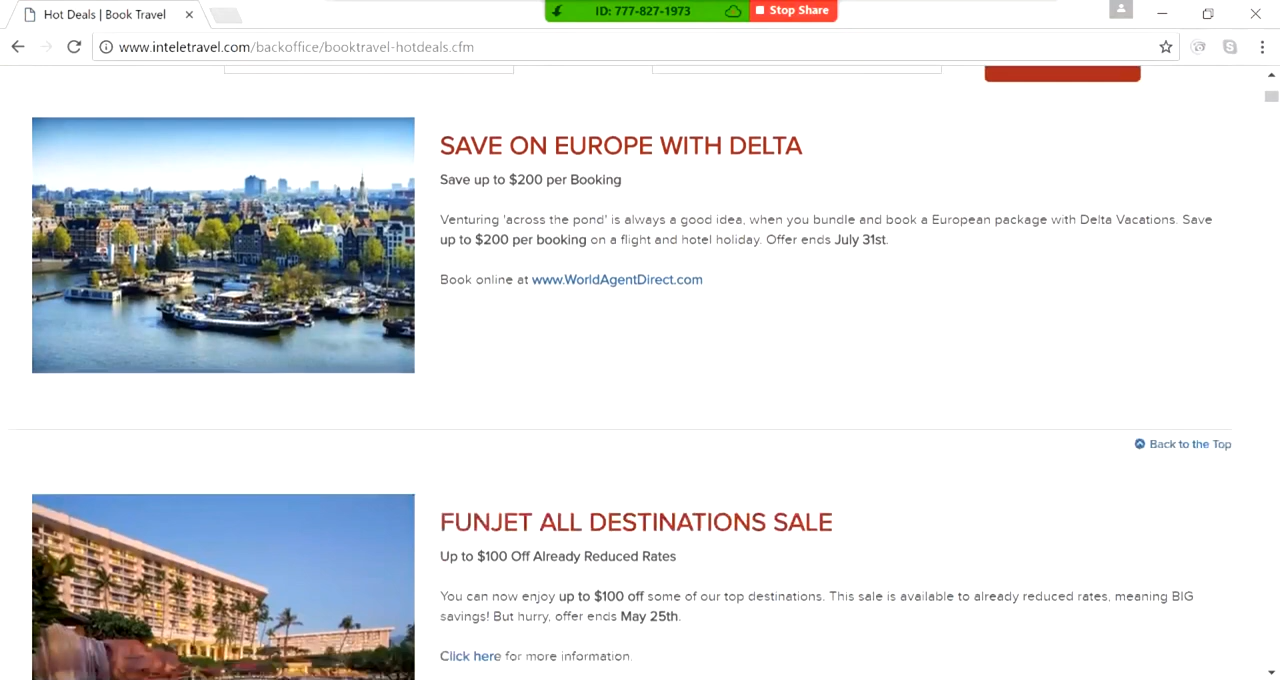 Hot Deals | Book Travel
ID: 777-827-1973
Stop Share
www.inteletravel.com/backoffice/booktravel-hotdeals.cfm
SAVE ON EUROPE WITH DELTA
Save up to $200 per Booking
Venturing 'across the pond' is always a good idea, when you bundle and book a European package with Delta Vacations. Save
up to $200 per booking on a flight and hotel holiday. Offer ends July 31st.
Book online at www.WorldAgentDirect.com
Back to the Top
FUNJET ALL DESTINATIONS SALE
Up to $100 Off Already Reduced Rates
You can now enjoy up to $100 off some of our top destinations. This sale is available to already reduced rates, meaning BIG
savings! But hurry, offer ends May 25th.
Click here for more information.